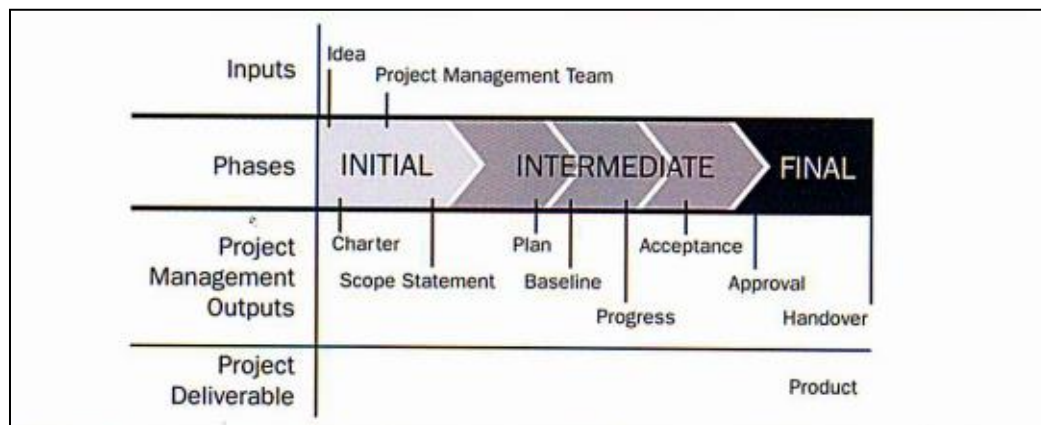 Idea
Inputs
Project Management Team
Phases
INITIAL
INTERMEDIATE
FINAL
Project
Management
Outputs
Charter
Scope Statement
Plan
Baseline
Progress
Acceptance
Approval
Handover
Project
Deliverable
Product